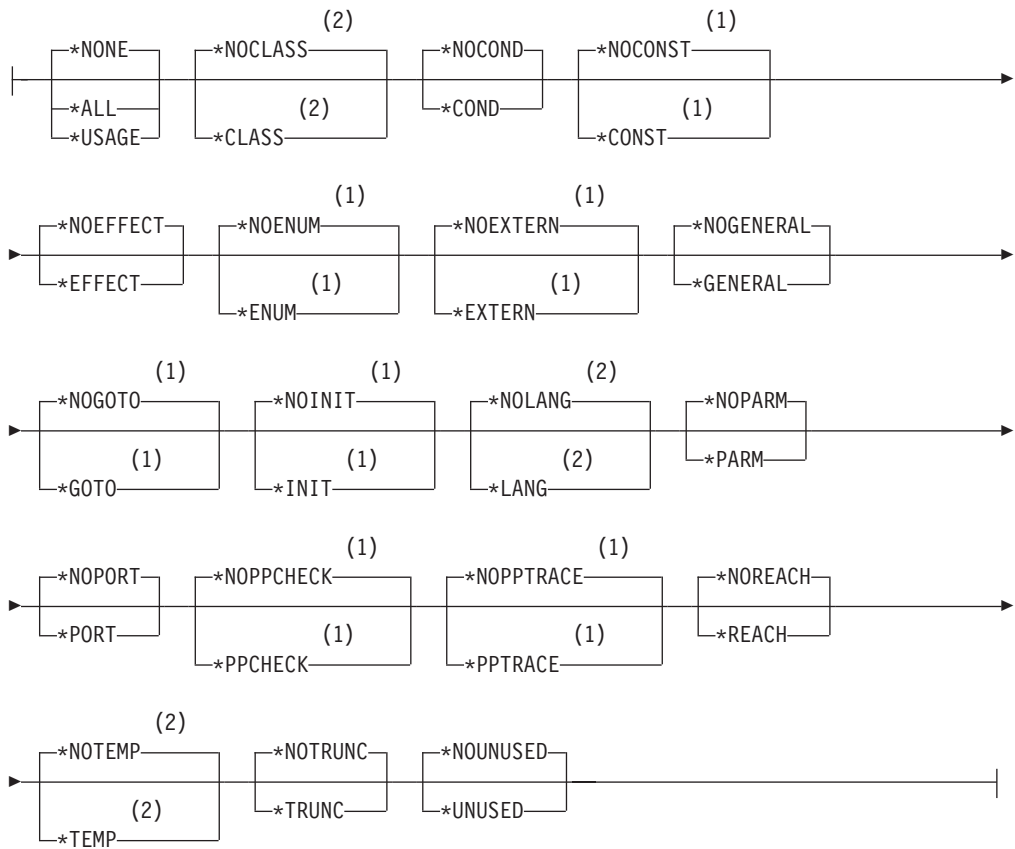 (2) (1)
*NONE *NOCLASS *NOCOND *NOCONST
(2) (1)
*ALL *COND
*USAGE *CLASS *CONST
(1) (1)
*NOEFFECT *NOENUM *NOEXTERN *NOGENERAL
*EFFECT (1) (1) *GENERAL
*ENUM *EXTERN
(1) (1) (2)
*NOGOTO *NOINIT *NOLANG *NOPARM
(1) (1) (2) *PARM
*GOTO *INIT *LANG
(1) (1)
*NOPORT *NOPPCHECK *NOPPTRACE *NOREACH
*PORT (1) (1) *REACH
*PPCHECK *PPTRACE
(2)
*NOTEMP *NOTRUNC *NOUNUSED
(2) *TRUNC *UNUSED
*TEMP